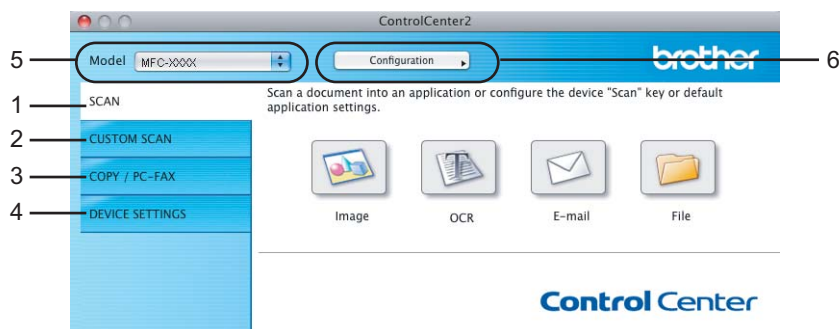 ControlCenter2
5
Model MFC-XXXX
Configuration
brother
6
1
SCAN
Scan a document into an application or configure the device "Scan" key or default
application settings.
2
CUSTOM SCAN
3
COPY / PC-FAX
4
DEVICE SETTINGS
Image
OCR
E-mail
File
Control Center